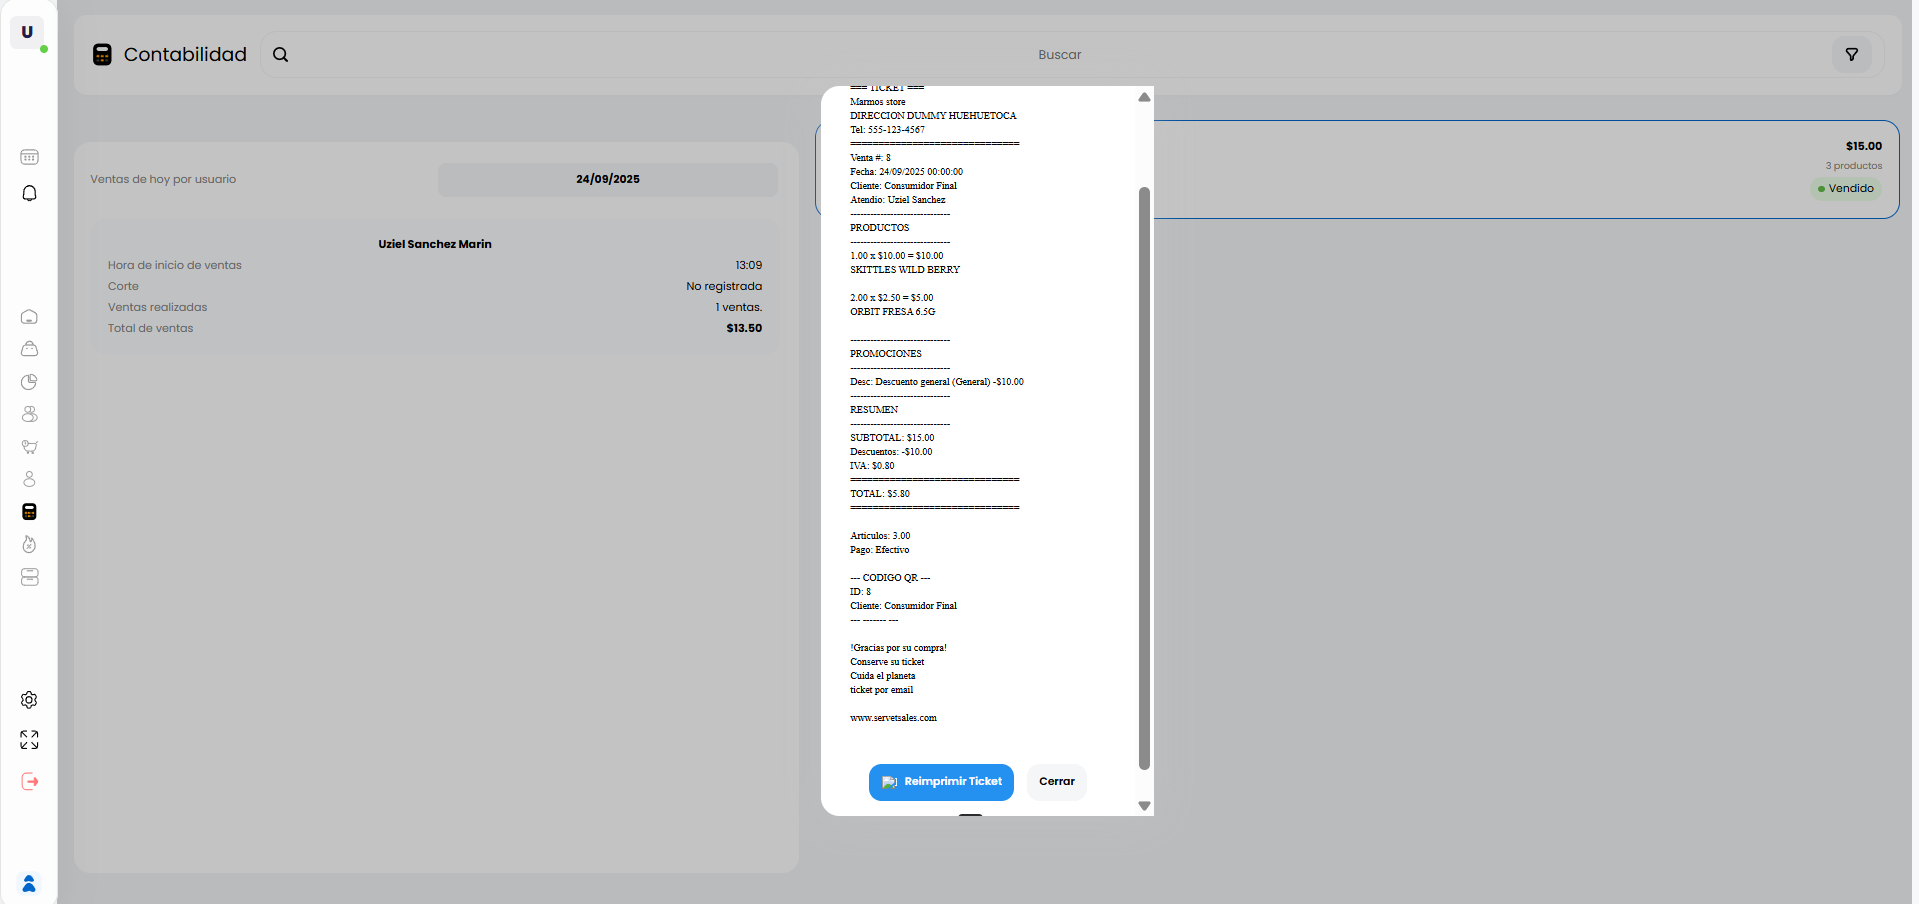 U
Contabilidad
Buscar
Ventas de hoy por usuario
24/09/2025
Uziel Sanchez Marin
Hora de inicio de ventas 13:09
Corte No registrada
Ventas realizadas 1 ventas.
Total de ventas $13.50
=== TICKET ===
Marmos store
DIRECCION DUMMY HUEHUETOCA
Tel: 555-123-4567
==============================
Venta #: 8
Fecha: 24/09/2025 00:00:00
Cliente: Consumidor Final
Atendio: Uziel Sanchez
------------------------------
PRODUCTOS
------------------------------
1.00 x $10.00 = $10.00
SKITTLES WILD BERRY
2.00 x $2.50 = $5.00
ORBIT FRESA 6.5G
------------------------------
PROMOCIONES
------------------------------
Desc: Descuento general (General) -$10.00
------------------------------
RESUMEN
------------------------------
SUBTOTAL: $15.00
Descuentos: -$10.00
IVA: $0.80
==============================
TOTAL: $5.80
==============================
Articulos: 3.00
Pago: Efectivo
--- CODIGO QR ---
ID: 8
Cliente: Consumidor Final
--- ------- ---
!Gracias por su compra!
Conserve su ticket
Cuida el planeta
ticket por email
www.servetsales.com
Reimprimir Ticket
Cerrar
$15.00
3 productos
Vendido